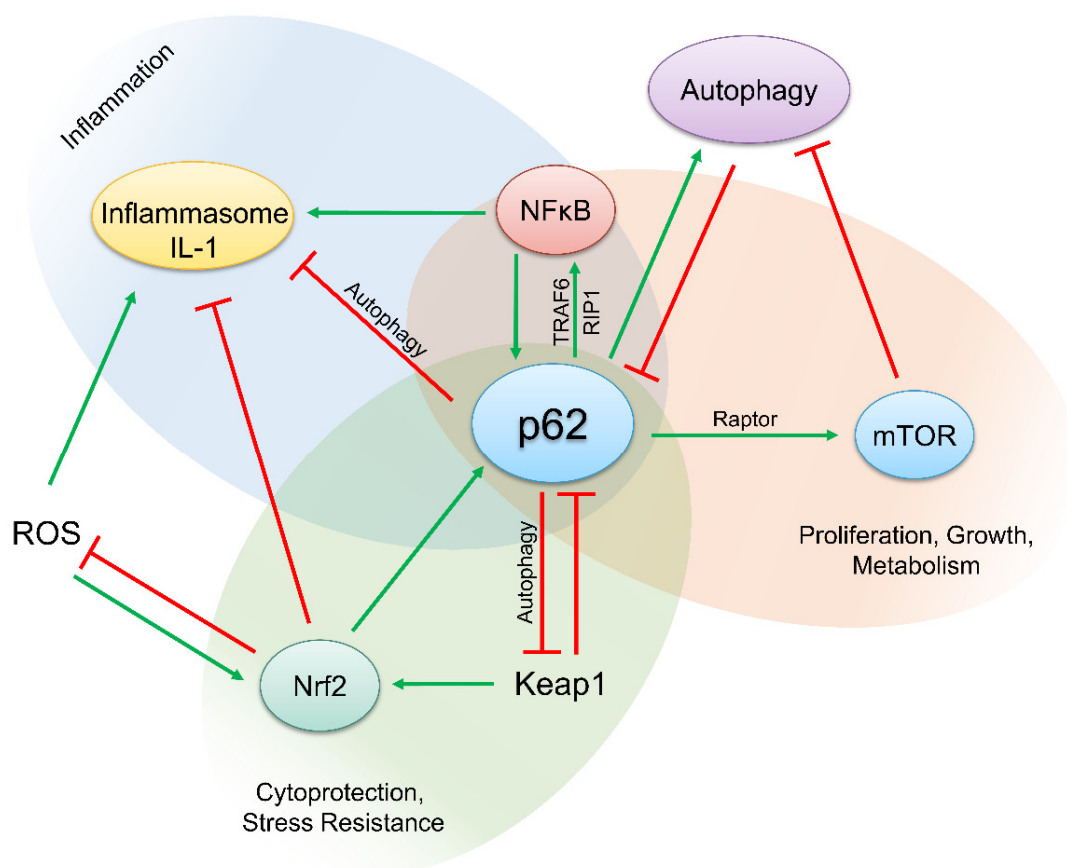 Inflammation
Autophagy
Inflammasome
IL-1
NFκB
TRAF6
RIP1
Autophagy
p62
Raptor
mTOR
ROS
Proliferation, Growth,
Metabolism
Autophagy
Nrf2
Keap1
Cytoprotection,
Stress Resistance